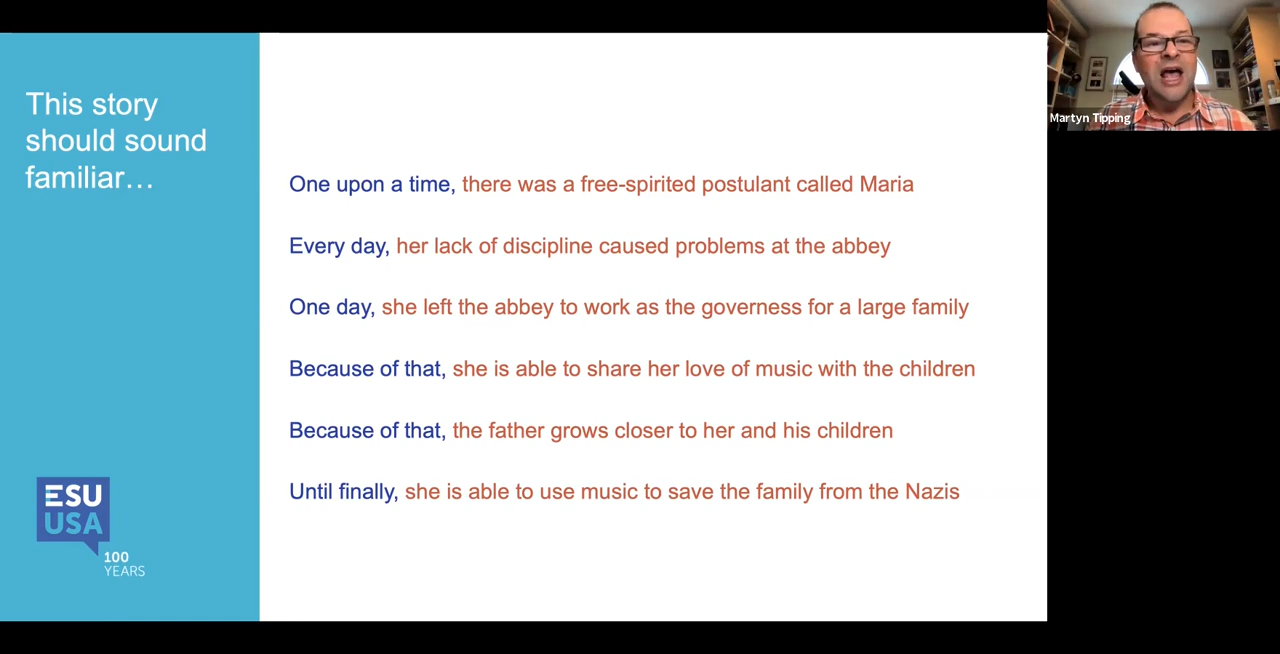 This story
should sound
familiar…
One upon a time, there was a free-spirited postulant called Maria
Every day, her lack of discipline caused problems at the abbey
One day, she left the abbey to work as the governess for a large family
Because of that, she is able to share her love of music with the children
Because of that, the father grows closer to her and his children
Until finally, she is able to use music to save the family from the Nazis
ESU
USA
100
YEARS
Martyn Tipping